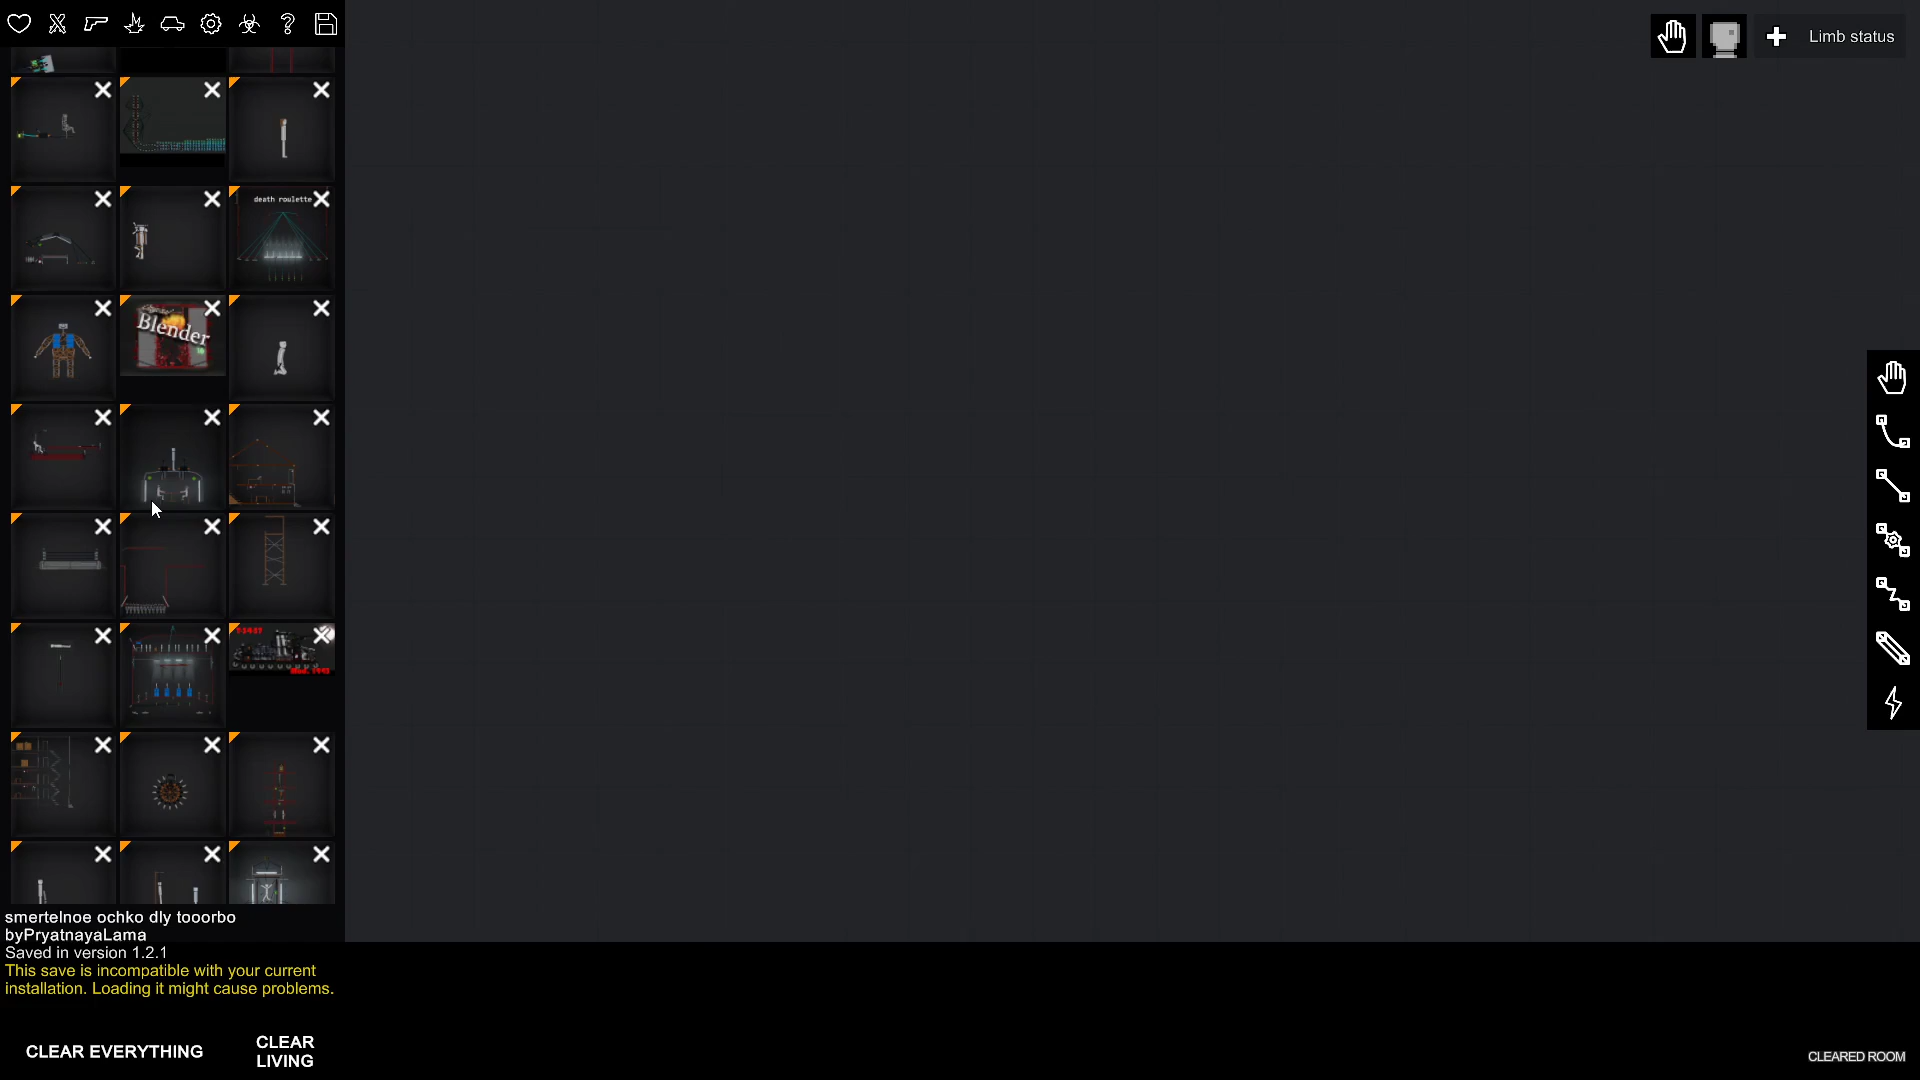 Limb status
death roulette
Blender
smertelnoe ochko dly tooorbo
byPryatnayaLama
Saved in version 1.2.1
This save is incompatible with your current
installation. Loading it might cause problems.
CLEAR EVERYTHING
CLEAR
LIVING
CLEARED ROOM